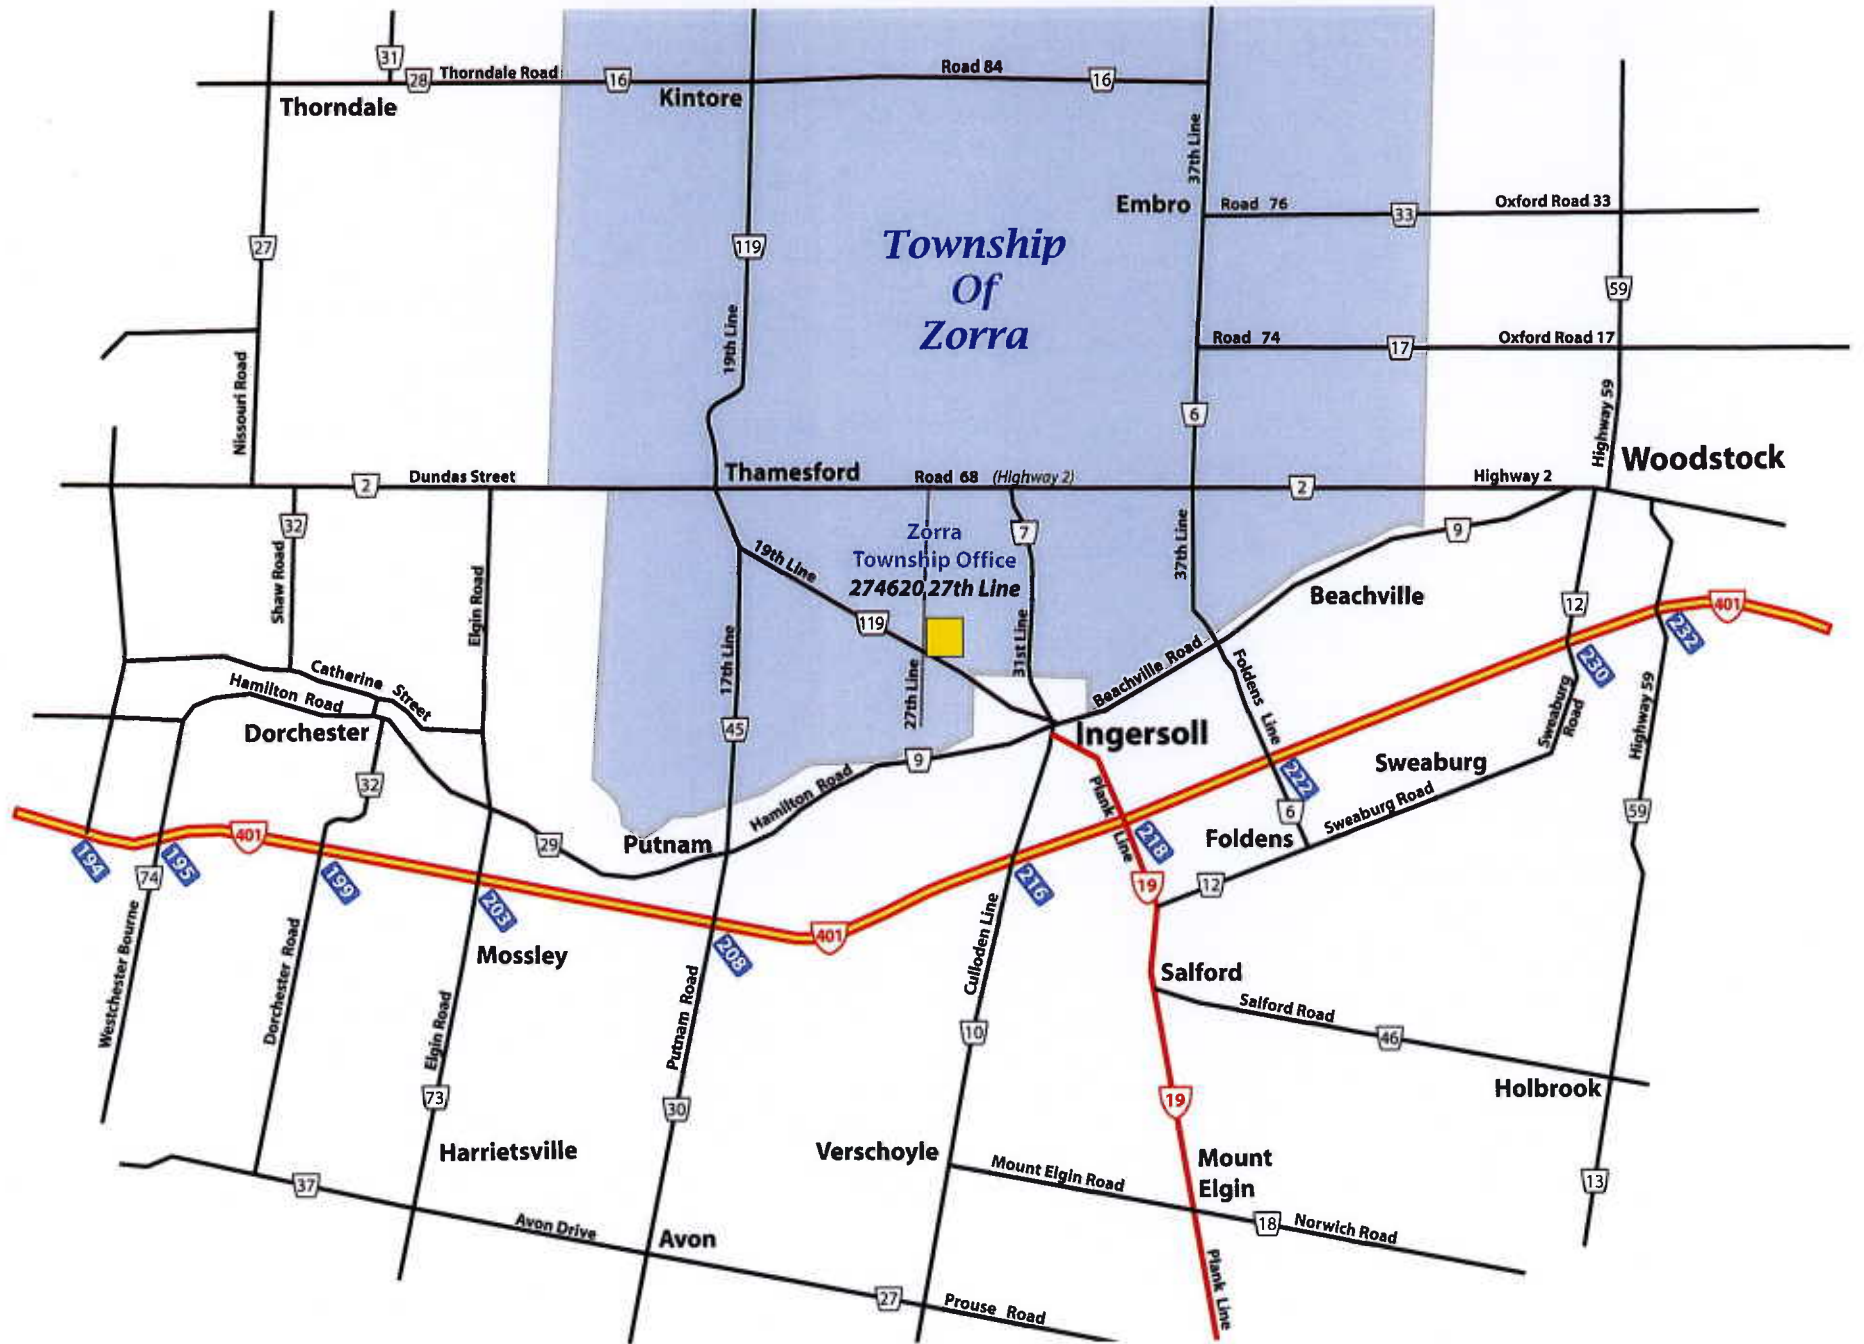 31
28
Thorndale Road
16
Road 84
16
Thorndale
Kintore
37th Line
Embro
Road 76
33
Oxford Road 33
27
119
Township
Of
Zorra
59
19th Line
Road 74
17
Oxford Road 17
Nissouri Road
6
Highway 59
Woodstock
2
Dundas Street
Thamesford
Road 68 (Highway 2)
2
Highway 2
32
7
9
Zorra
Township Office
274620 27th Line
19th Line
37th Line
Shaw Road
Elgin Road
Beachville
12
401
232
119
31st Line
17th Line
27th Line
Catherine Street
Hamilton Road
Dorchester
Beachville Road
Foldens Line
230
Sweaburg
Road
Highway 59
45
Ingersoll
9
Sweaburg
32
222
Plank Line
Hamilton Road
6
Sweaburg Road
59
401
29
Putnam
218
Foldens
194
195
74
199
203
216
19
12
Westchester Bourne
Dorchester Road
Mossley
208
401
Culloden Line
Salford
Salford Road
46
Putnam Road
Elgin Road
10
73
30
19
Holbrook
Harrietsville
Verschoyle
Mount Elgin Road
Mount
Elgin
13
37
Avon Drive
Avon
18
Norwich Road
27
Prouse Road
Plank Line